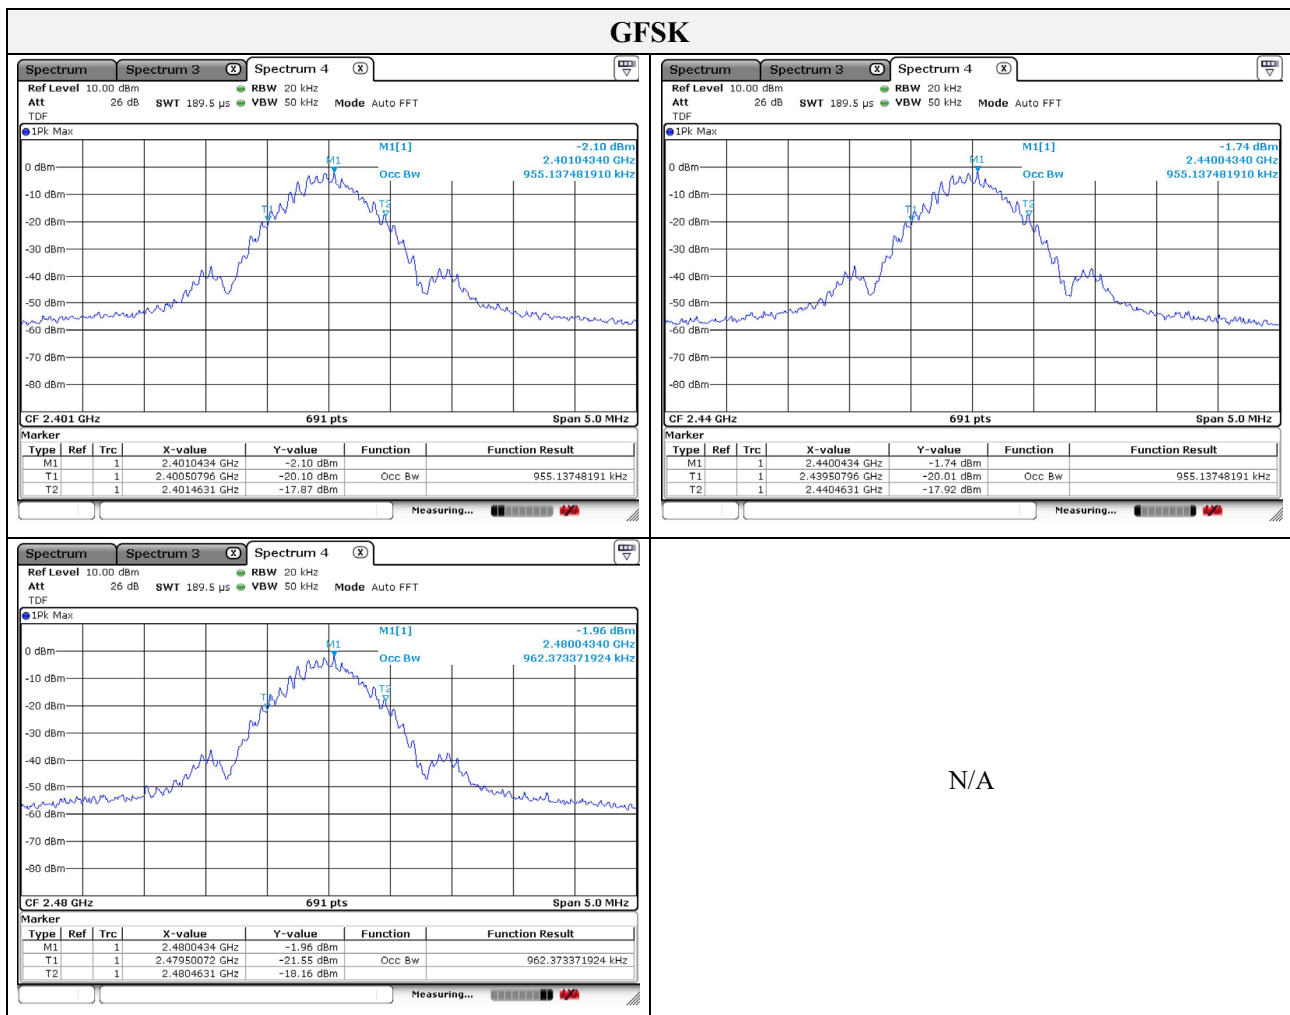 GFSK
Spectrum Spectrum 3 X Spectrum 4 X
Ref Level 10.00 dBm RBW 20 kHz
Att 26 dB SWT 189.5 µs VBW 50 kHz Mode Auto FFT
TDF
1Pk Max
M1[1] -2.10 dBm
2.40104340 GHz
Occ Bw 955.137481910 kHz
M1
T1
T2
0 dBm
-10 dBm
-20 dBm
-30 dBm
-40 dBm
-50 dBm
-60 dBm
-70 dBm
-80 dBm
CF 2.401 GHz 691 pts Span 5.0 MHz
Marker
Type Ref Trc X-value Y-value Function Function Result
M1 1 2.4010434 GHz -2.10 dBm
T1 1 2.40050796 GHz -20.10 dBm Occ Bw 955.13748191 kHz
T2 1 2.4014631 GHz -17.87 dBm
Measuring...
Spectrum Spectrum 3 X Spectrum 4 X
Ref Level 10.00 dBm RBW 20 kHz
Att 26 dB SWT 189.5 µs VBW 50 kHz Mode Auto FFT
TDF
1Pk Max
M1[1] -1.74 dBm
2.44004340 GHz
Occ Bw 955.137481910 kHz
M1
T1
T2
0 dBm
-10 dBm
-20 dBm
-30 dBm
-40 dBm
-50 dBm
-60 dBm
-70 dBm
-80 dBm
CF 2.44 GHz 691 pts Span 5.0 MHz
Marker
Type Ref Trc X-value Y-value Function Function Result
M1 1 2.4400434 GHz -1.74 dBm
T1 1 2.43950796 GHz -20.01 dBm Occ Bw 955.13748191 kHz
T2 1 2.4404631 GHz -17.92 dBm
Measuring...
Spectrum Spectrum 3 X Spectrum 4 X
Ref Level 10.00 dBm RBW 20 kHz
Att 26 dB SWT 189.5 µs VBW 50 kHz Mode Auto FFT
TDF
1Pk Max
M1[1] -1.96 dBm
2.48004340 GHz
Occ Bw 962.373371924 kHz
M1
T1
T2
0 dBm
-10 dBm
-20 dBm
-30 dBm
-40 dBm
-50 dBm
-60 dBm
-70 dBm
-80 dBm
CF 2.48 GHz 691 pts Span 5.0 MHz
Marker
Type Ref Trc X-value Y-value Function Function Result
M1 1 2.4800434 GHz -1.96 dBm
T1 1 2.47950072 GHz -21.55 dBm Occ Bw 962.373371924 kHz
T2 1 2.4804631 GHz -18.16 dBm
Measuring...
N/A